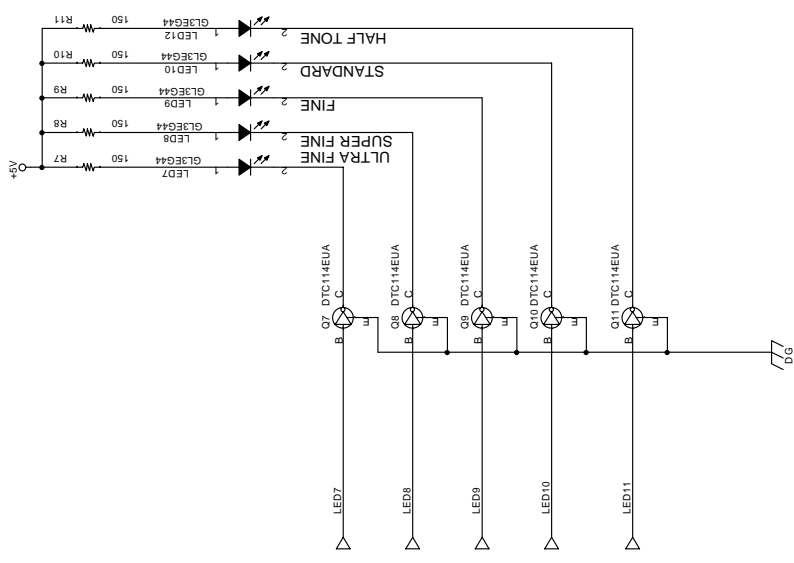 R11 150 GL3EG44 LED12 1 2 HALF TONE
R10 150 GL3EG44 LED10 1 2 STANDARD
R9 150 GL3EG44 LED9 1 2 FINE
R8 150 GL3EG44 LED8 1 2 SUPER FINE
R7 150 GL3EG44 LED7 1 2 ULTRA FINE
+5V
Q7 DTC114EUA C B E
Q8 DTC114EUA C B E
Q9 DTC114EUA C B E
Q10 DTC114EUA C B E
Q11 DTC114EUA C B E
DG
LED7
LED8
LED9
LED10
LED11